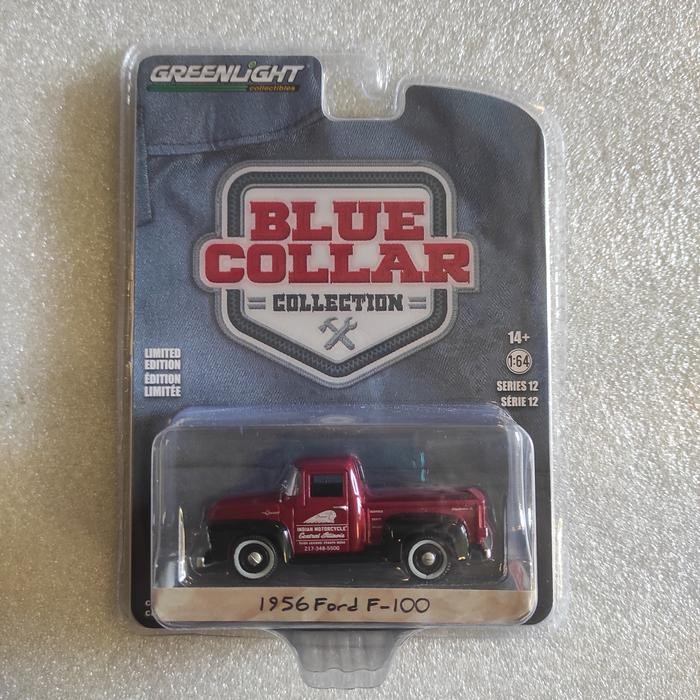 GREENLIGHT
collectibles
BLUE
COLLAR
COLLECTION
14+
1:64
SERIES 12
SÉRIE 12
LIMITED
EDITION
ÉDITION
LIMITÉE
INDIAN MOTORCYCLE
Central Illinois
217-348-5500
1956 Ford F-100